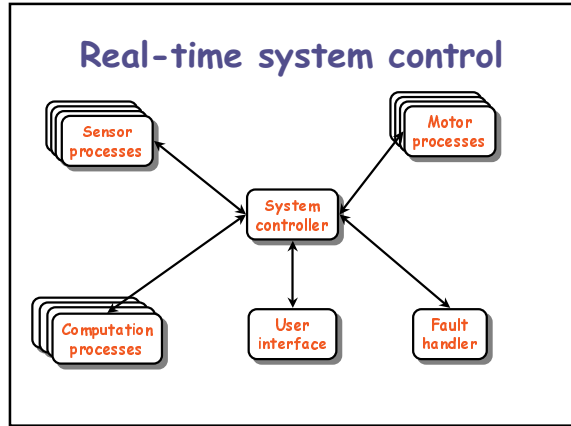 Real-time system control
Sensor
processes
Motor
processes
System
controller
Computation
processes
User
interface
Fault
handler